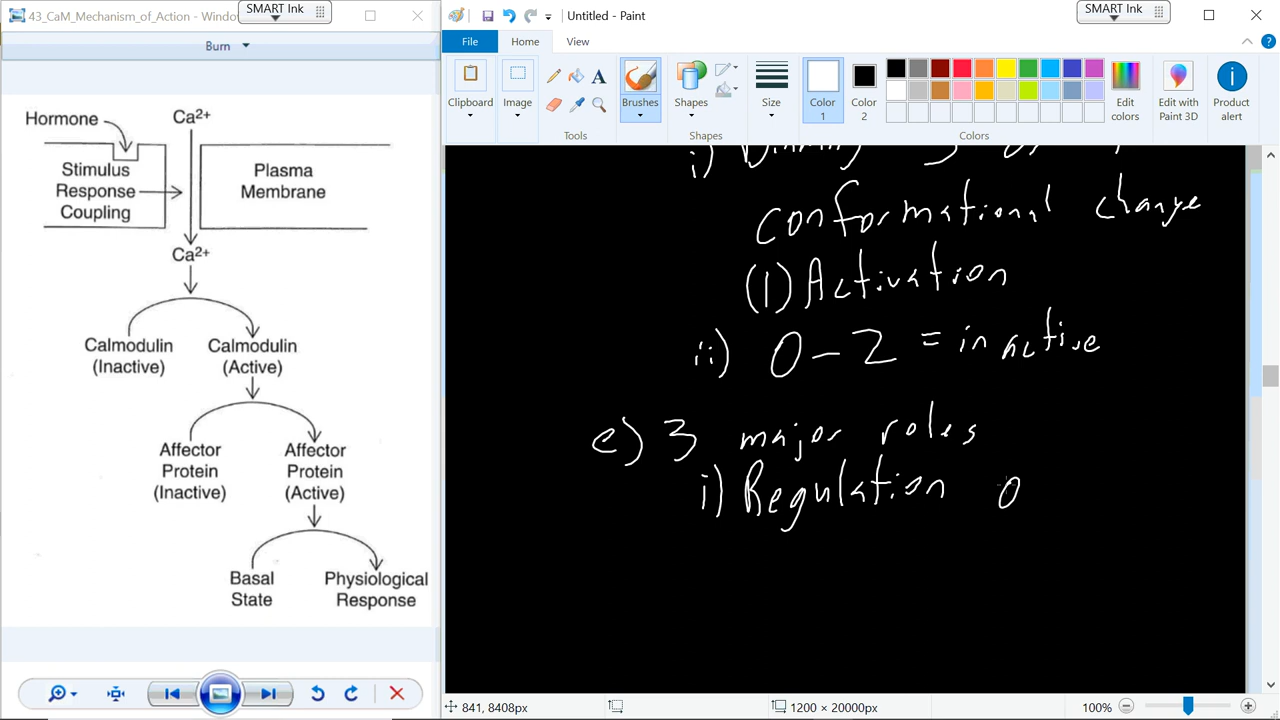 43_CaM_Mechanism_of_Action - Window
SMART Ink
Burn
Hormone
Ca2+
Stimulus
Response
Coupling
Plasma
Membrane
Ca2+
Calmodulin
(Inactive)
Calmodulin
(Active)
Affector
Protein
(Inactive)
Affector
Protein
(Active)
Basal
State
Physiological
Response
Untitled - Paint
SMART Ink
File
Home
View
Clipboard
Image
Tools
Brushes
Shapes
Shapes
Size
Color
1
Color
2
Edit
colors
Colors
Edit with
Paint 3D
Product
alert
i)
conformational change
(1) Activation
ii) 0-2 = inactive
e) 3 major roles
i) Regulation o
841, 8408px
1200 × 20000px
100%